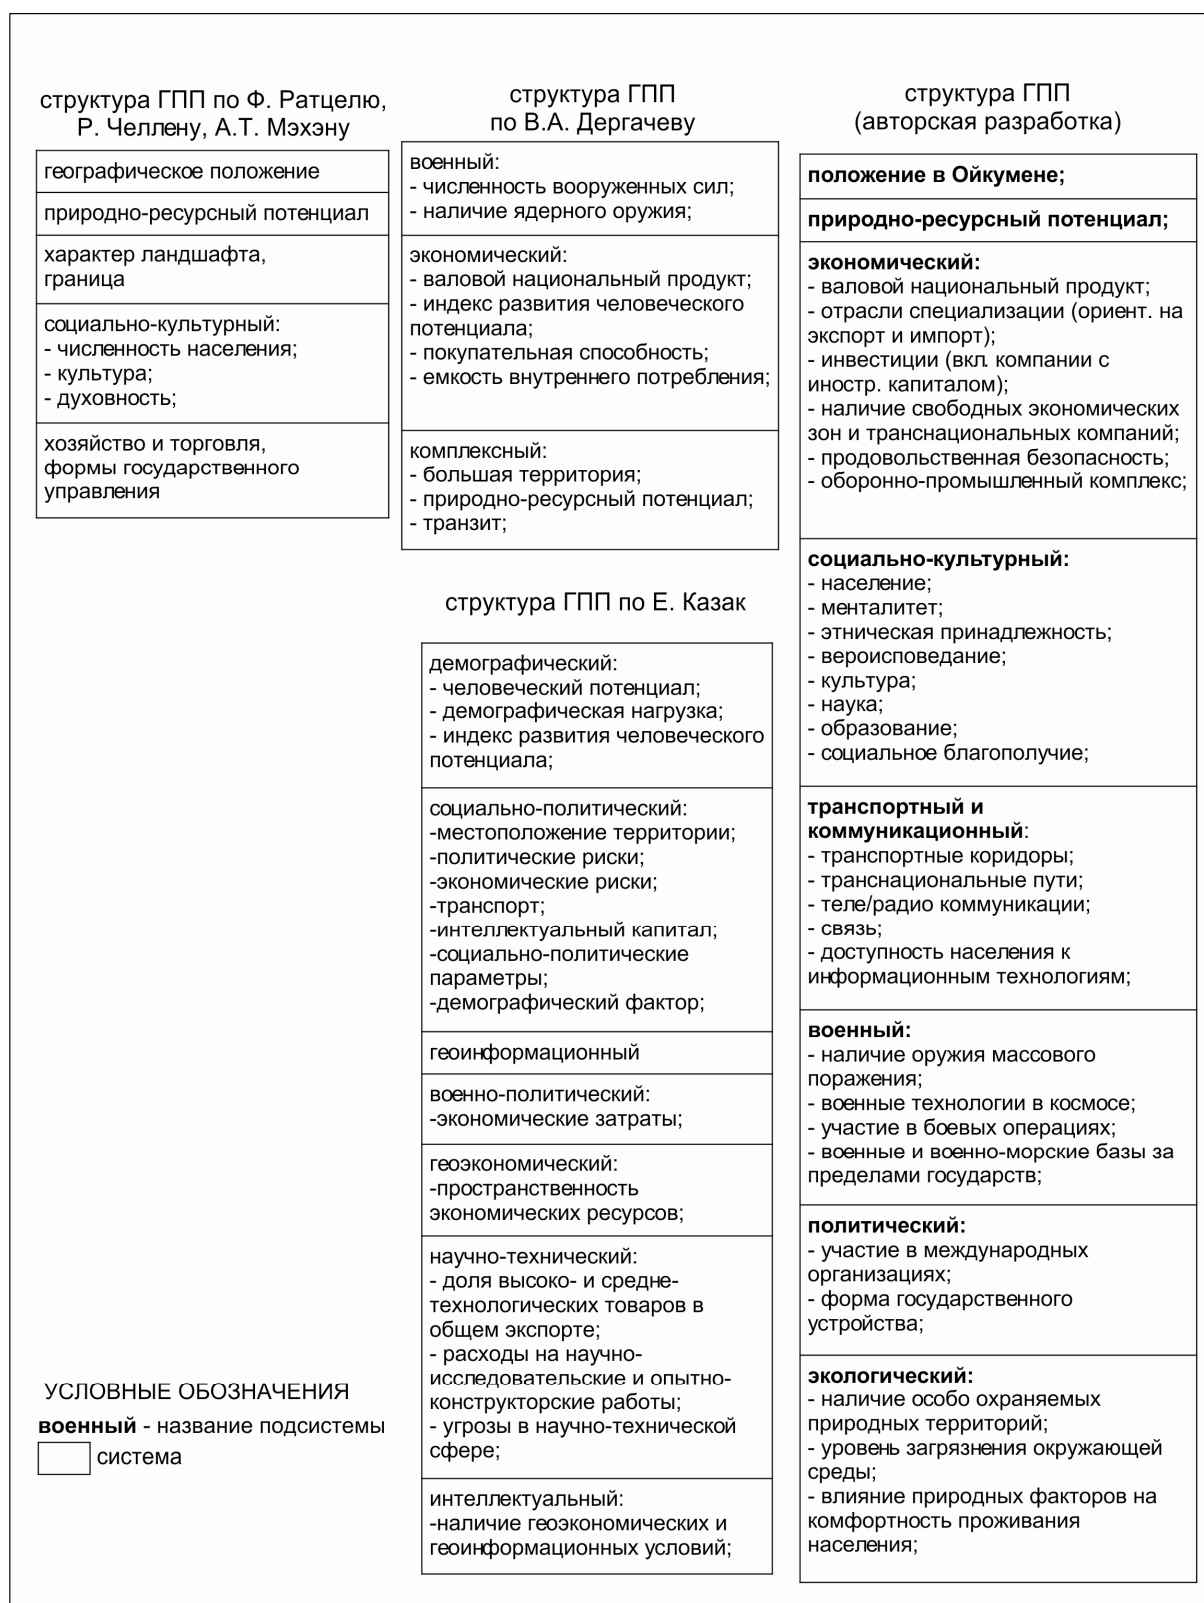 структура ГПП по Ф. Ратцелю,
Р. Челлену, А.Т. Мэхэну
географическое положение
природно-ресурсный потенциал
характер ландшафта,
граница
социально-культурный:
- численность населения;
- культура;
- духовность;
хозяйство и торговля,
формы государственного
управления
структура ГПП
по В.А. Дергачеву
военный:
- численность вооруженных сил;
- наличие ядерного оружия;
экономический:
- валовой национальный продукт;
- индекс развития человеческого
потенциала;
- покупательная способность;
- емкость внутреннего потребления;
комплексный:
- большая территория;
- природно-ресурсный потенциал;
- транзит;
структура ГПП по Е. Казак
демографический:
- человеческий потенциал;
- демографическая нагрузка;
- индекс развития человеческого
потенциала;
социально-политический:
-местоположение территории;
-политические риски;
-экономические риски;
-транспорт;
-интеллектуальный капитал;
-социально-политические
параметры;
-демографический фактор;
геоинформационный
военно-политический:
-экономические затраты;
геоэкономический:
-пространственность
экономических ресурсов;
научно-технический:
- доля высоко- и средне-
технологических товаров в
общем экспорте;
- расходы на научно-
исследовательские и опытно-
конструкторские работы;
- угрозы в научно-технической
сфере;
интеллектуальный:
-наличие геоэкономических и
геоинформационных условий;
структура ГПП
(авторская разработка)
положение в Ойкумене;
природно-ресурсный потенциал;
экономический:
- валовой национальный продукт;
- отрасли специализации (ориент. на
экспорт и импорт);
- инвестиции (вкл. компании с
иностр. капиталом);
- наличие свободных экономических
зон и транснациональных компаний;
- продовольственная безопасность;
- оборонно-промышленный комплекс;
социально-культурный:
- население;
- менталитет;
- этническая принадлежность;
- вероисповедание;
- культура;
- наука;
- образование;
- социальное благополучие;
транспортный и
коммуникационный:
- транспортные коридоры;
- транснациональные пути;
- теле/радио коммуникации;
- связь;
- доступность населения к
информационным технологиям;
военный:
- наличие оружия массового
поражения;
- военные технологии в космосе;
- участие в боевых операциях;
- военные и военно-морские базы за
пределами государств;
политический:
- участие в международных
организациях;
- форма государственного
устройства;
экологический:
- наличие особо охраняемых
природных территорий;
- уровень загрязнения окружающей
среды;
- влияние природных факторов на
комфортность проживания
населения;
УСЛОВНЫЕ ОБОЗНАЧЕНИЯ
военный - название подсистемы
система